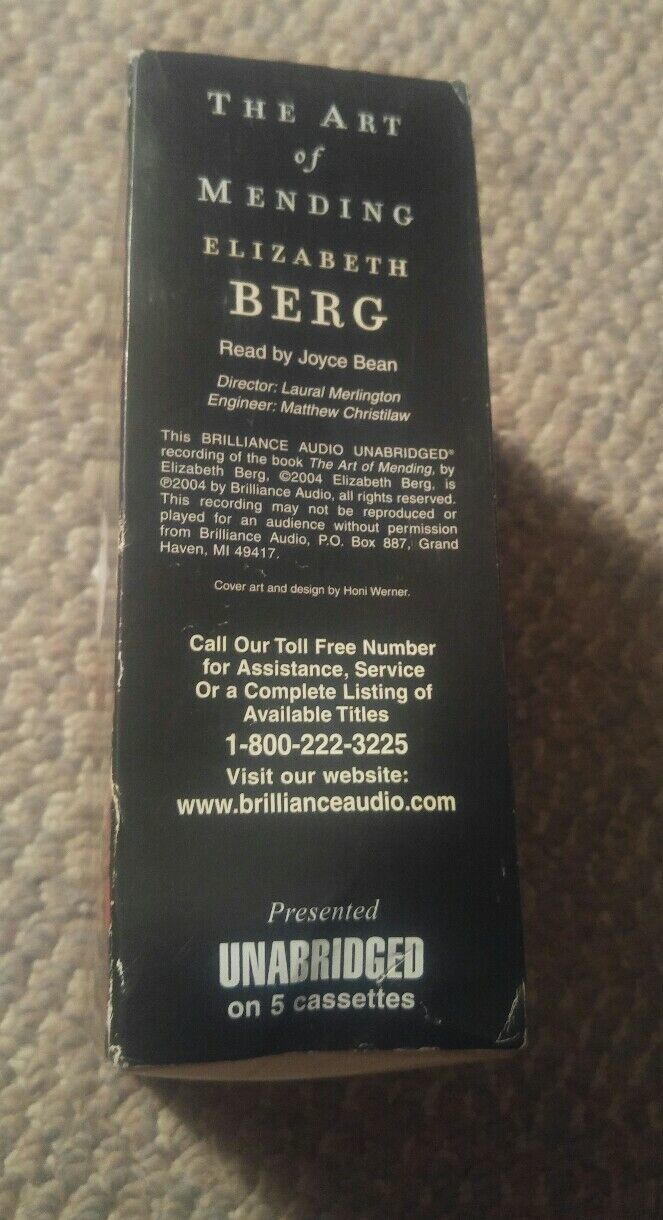 THE ART
of
MENDING
ELIZABETH
BERG
Read by Joyce Bean
Director: Laural Merlington
Engineer: Matthew Christilaw
This BRILLIANCE AUDIO UNABRIDGED®
recording of the book The Art of Mending, by
Elizabeth Berg, ©2004 Elizabeth Berg, is
℗2004 by Brilliance Audio, all rights reserved.
This recording may not be reproduced or
played for an audience without permission
from Brilliance Audio, P.O. Box 887, Grand
Haven, MI 49417.
Cover art and design by Honi Werner.
Call Our Toll Free Number
for Assistance, Service
Or a Complete Listing of
Available Titles
1-800-222-3225
Visit our website:
www.brillianceaudio.com
Presented
UNABRIDGED
on 5 cassettes